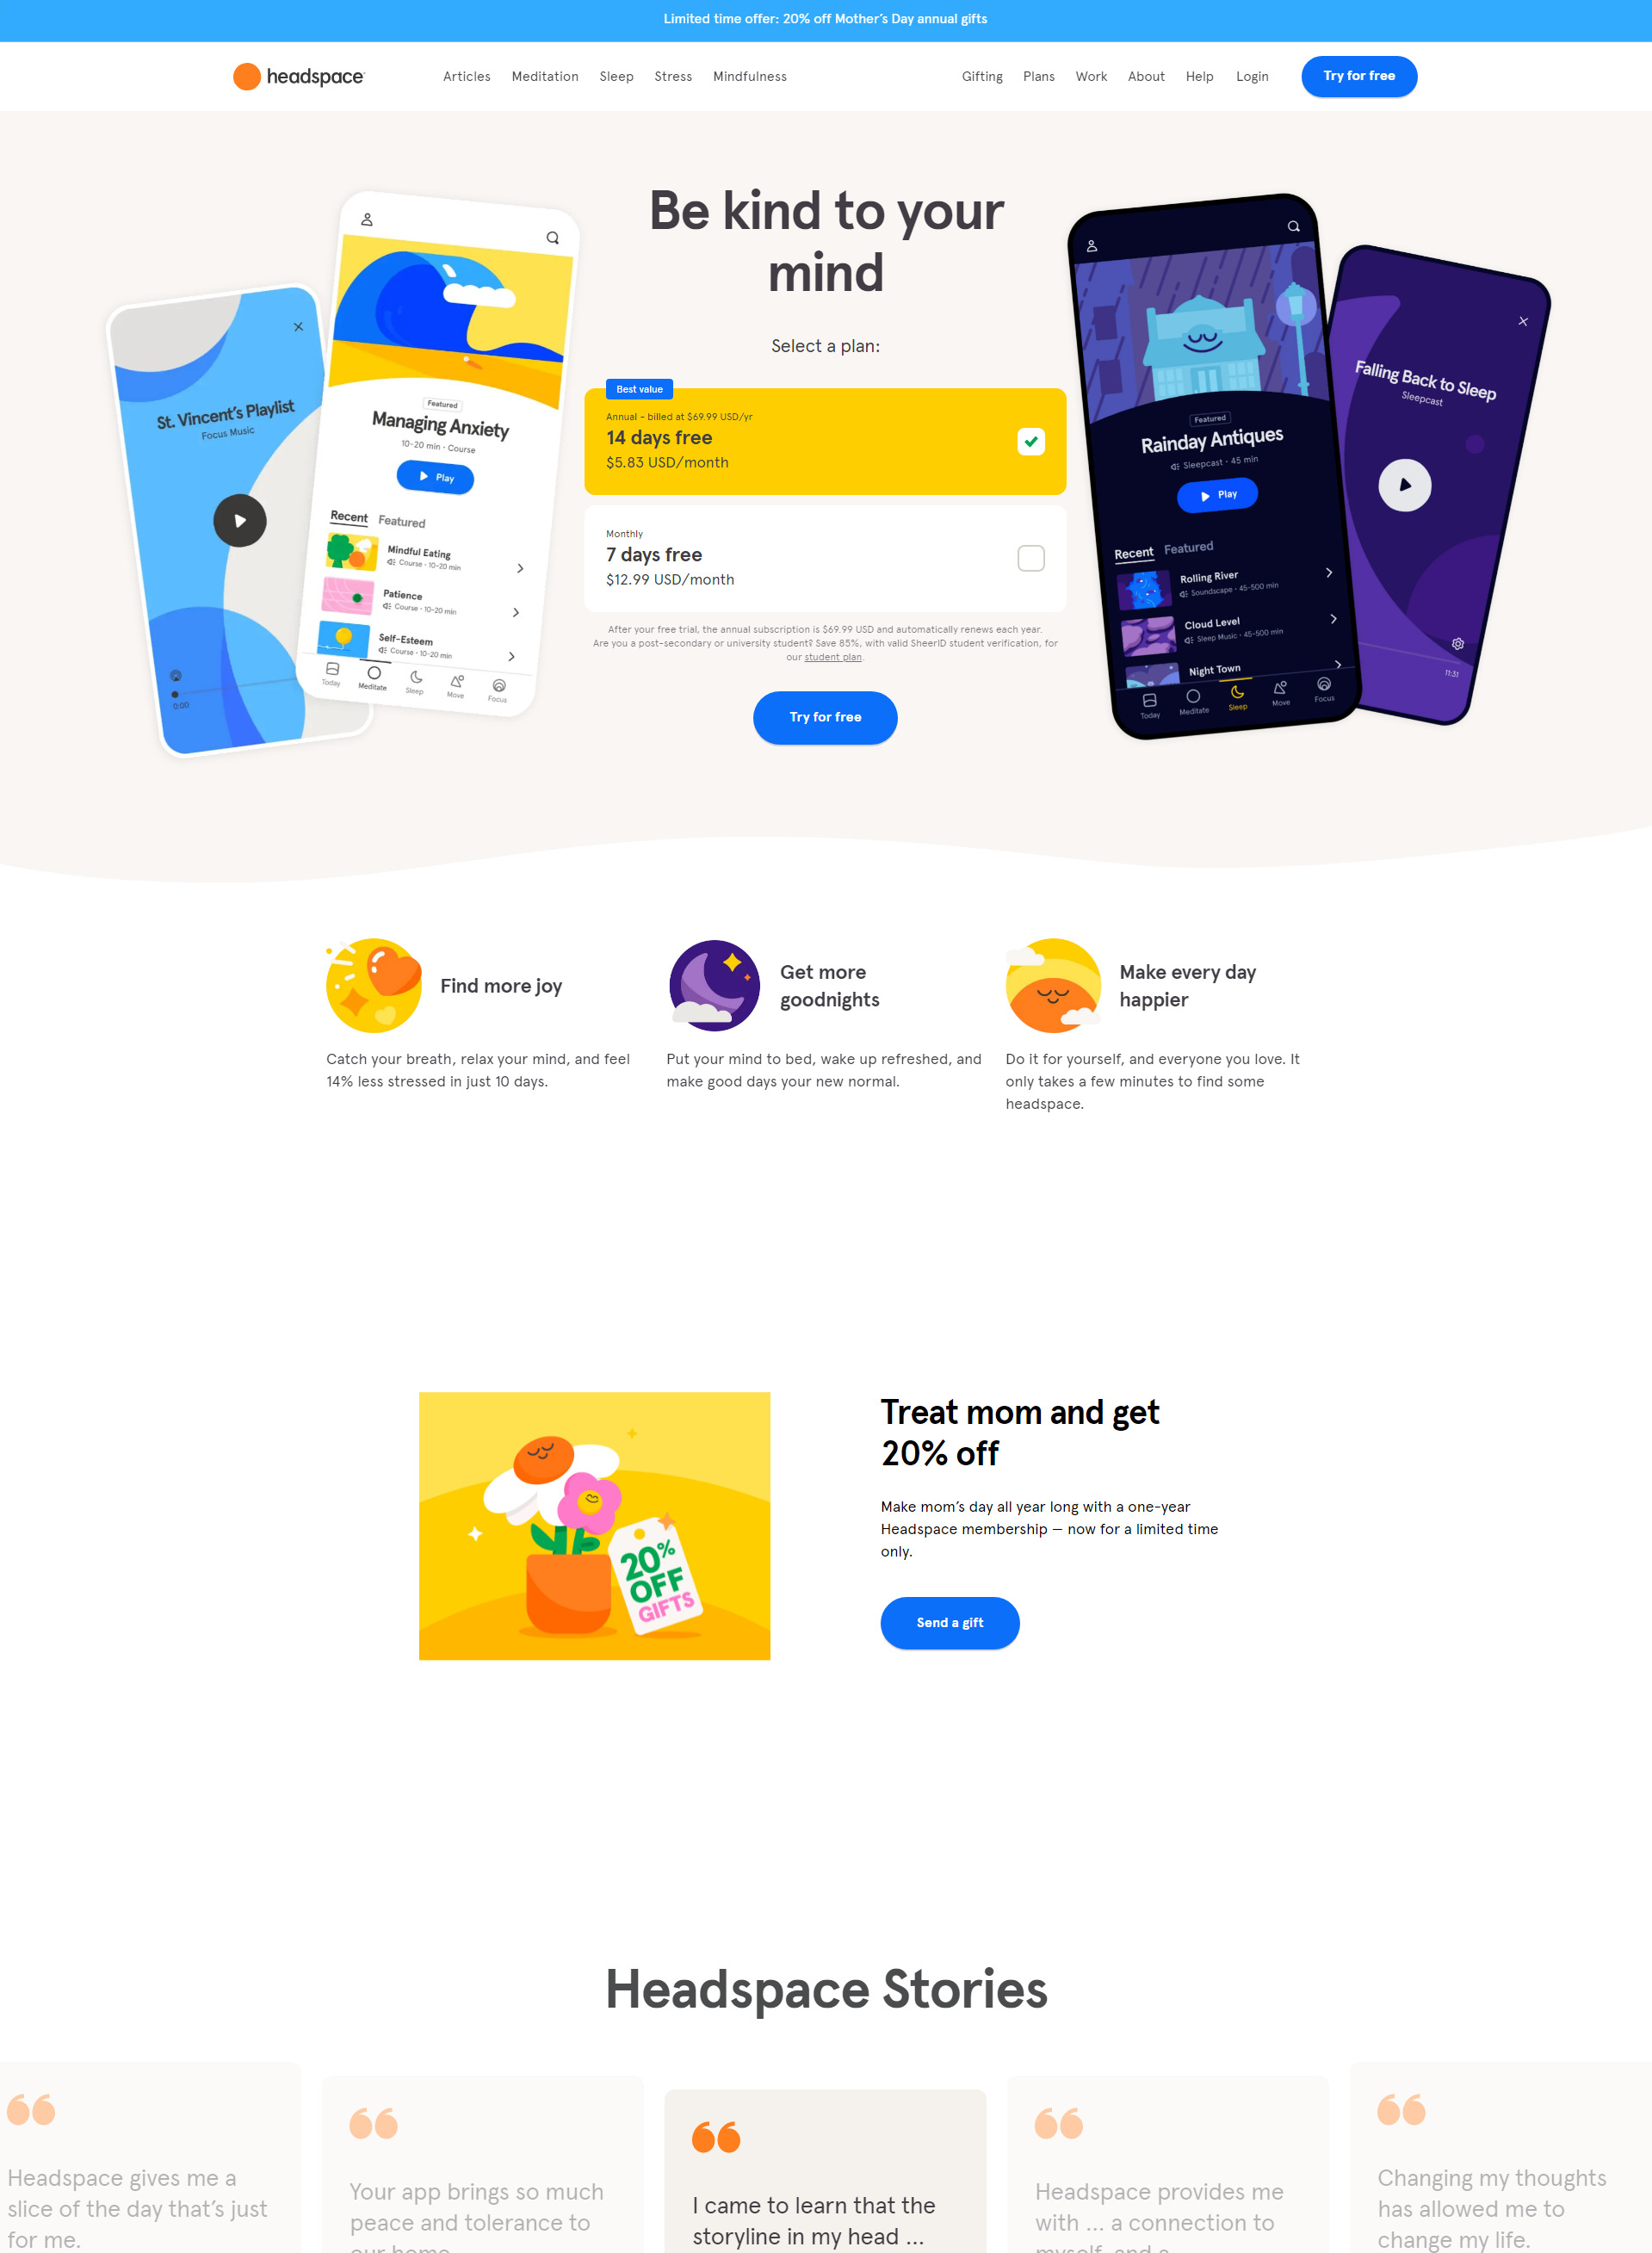 Limited time offer: 20% off Mother's Day annual gifts
headspace
Articles Meditation Sleep Stress Mindfulness
Gifting Plans Work About Help Login Try for free
Be kind to your
mind
Select a plan:
Best value
Annual - billed at $69.99 USD/yr
14 days free
$5.83 USD/month
Monthly
7 days free
$12.99 USD/month
After your free trial, the annual subscription is $69.99 USD and automatically renews each year.
Are you a post-secondary or university student? Save 85%, with valid SheerID student verification, for
our student plan.
Try for free
St. Vincent's Playlist
Focus Music
0:00
Featured
Managing Anxiety
10-20 min • Course
Play
Recent Featured
Mindful Eating
Course • 10-20 min
Patience
Course • 10-20 min
Self-Esteem
Course • 10-20 min
Today Meditate Sleep Move Focus
Featured
Rainday Antiques
Sleepcast • 45 min
Play
Recent Featured
Rolling River
Soundscape • 45-500 min
Cloud Level
Sleep Music • 45-500 min
Night Town
Today Meditate Sleep Move Focus
Falling Back to Sleep
Sleepcast
11:31
Find more joy
Catch your breath, relax your mind, and feel
14% less stressed in just 10 days.
Get more
goodnights
Put your mind to bed, wake up refreshed, and
make good days your new normal.
Make every day
happier
Do it for yourself, and everyone you love. It
only takes a few minutes to find some
headspace.
20%
OFF
GIFTS
Treat mom and get
20% off
Make mom's day all year long with a one-year
Headspace membership — now for a limited time
only.
Send a gift
Headspace Stories
Headspace gives me a
slice of the day that's just
for me.
Your app brings so much
peace and tolerance to
our home.
I came to learn that the
storyline in my head ...
Headspace provides me
with ... a connection to
myself, and a
Changing my thoughts
has allowed me to
change my life.